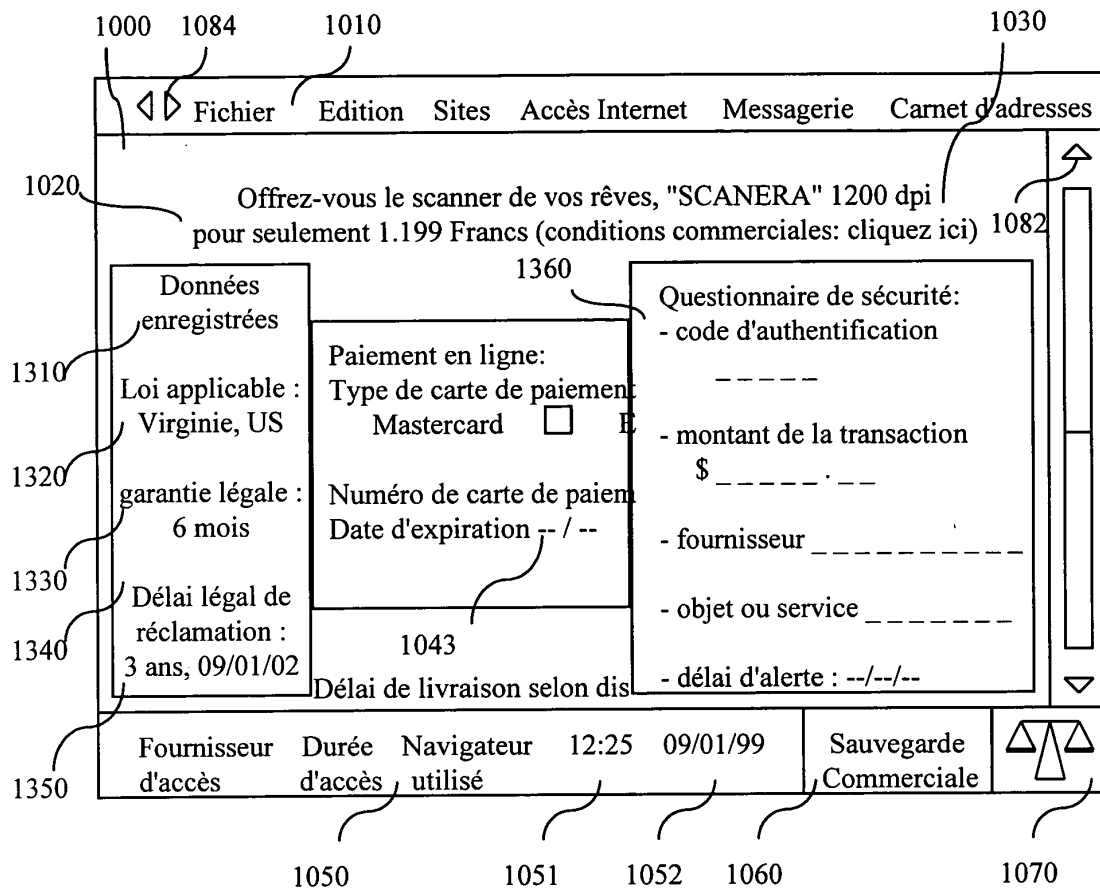 1000 1084 1010 1030
Fichier Edition Sites Accès Internet Messagerie Carnet d'adresses
1020
Offrez-vous le scanner de vos rêves, "SCANERA" 1200 dpi
pour seulement 1.199 Francs (conditions commerciales: cliquez ici)
1082
1360
Données
enregistrées
1310
Loi applicable :
Virginie, US
1320
garantie légale :
6 mois
1330
Délai légal de
réclamation :
1340
3 ans, 09/01/02
1350
Paiement en ligne:
Type de carte de paiement
Mastercard E
Numéro de carte de paiem
Date d'expiration -- / --
1043
Délai de livraison selon dis
Questionnaire de sécurité:
- code d'authentification
_ _ _ _ _
- montant de la transaction
$ _ _ _ _ _ . _ _
- fournisseur _ _ _ _ _ _ _ _ _ _
- objet ou service _ _ _ _ _ _ _
- délai d'alerte : --/--/--
Fournisseur Durée Navigateur 12:25 09/01/99 Sauvegarde
d'accès d'accès utilisé Commerciale
1050 1051 1052 1060 1070